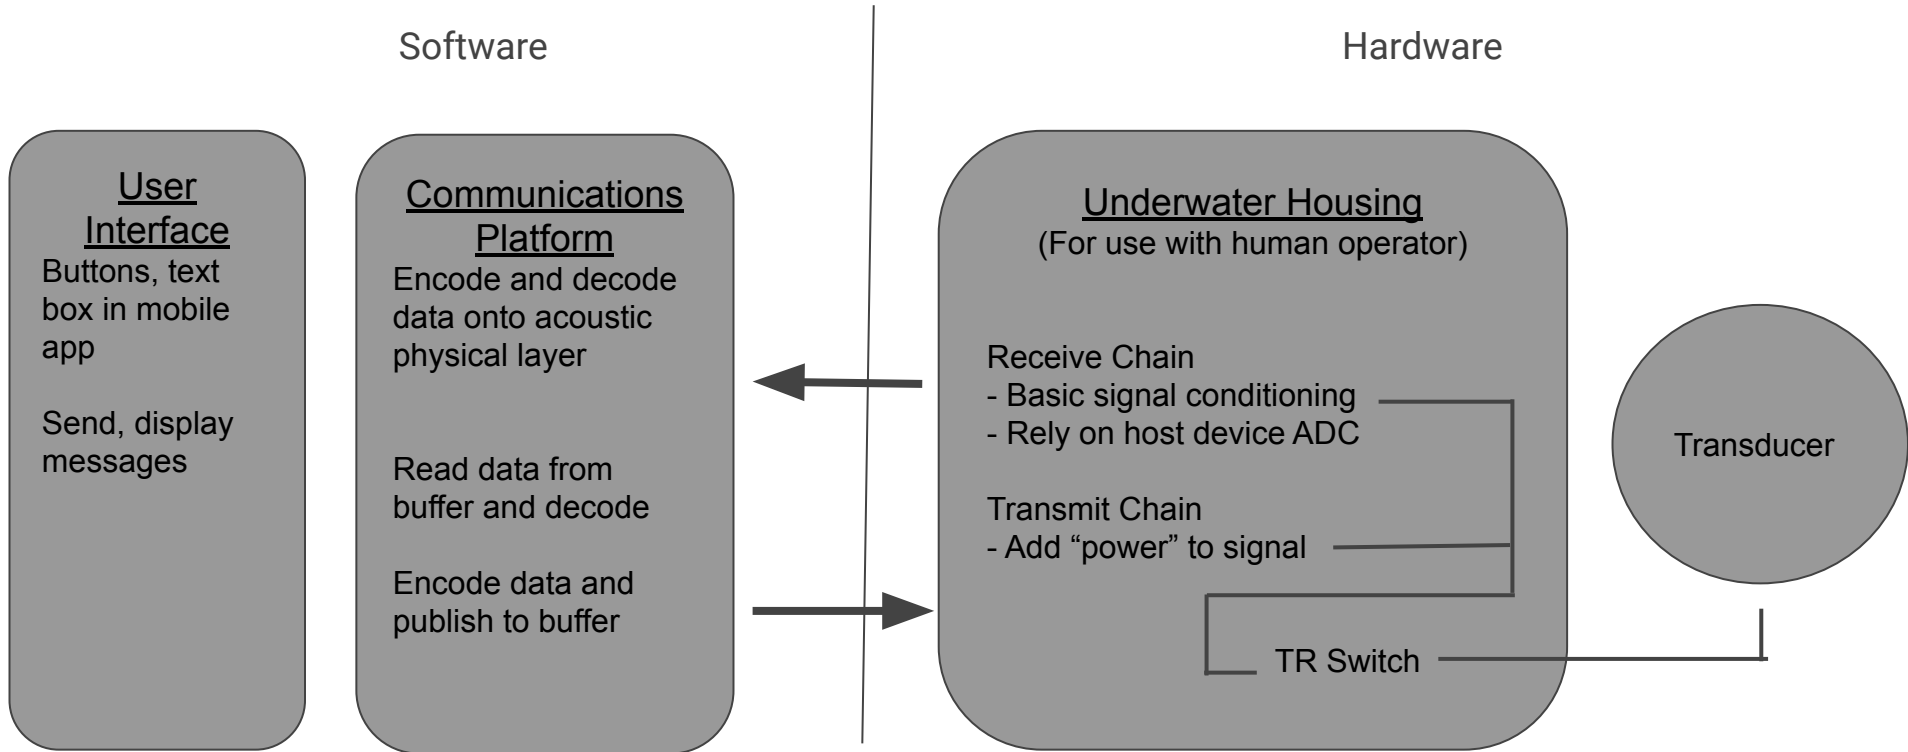 Software
Hardware
User
Interface
Buttons, text
box in mobile
app
Send, display
messages
Communications
Platform
Encode and decode
data onto acoustic
physical layer
Read data from
buffer and decode
Encode data and
publish to buffer
Underwater Housing
(For use with human operator)
Receive Chain
- Basic signal conditioning
- Rely on host device ADC
Transmit Chain
- Add “power” to signal
TR Switch
Transducer